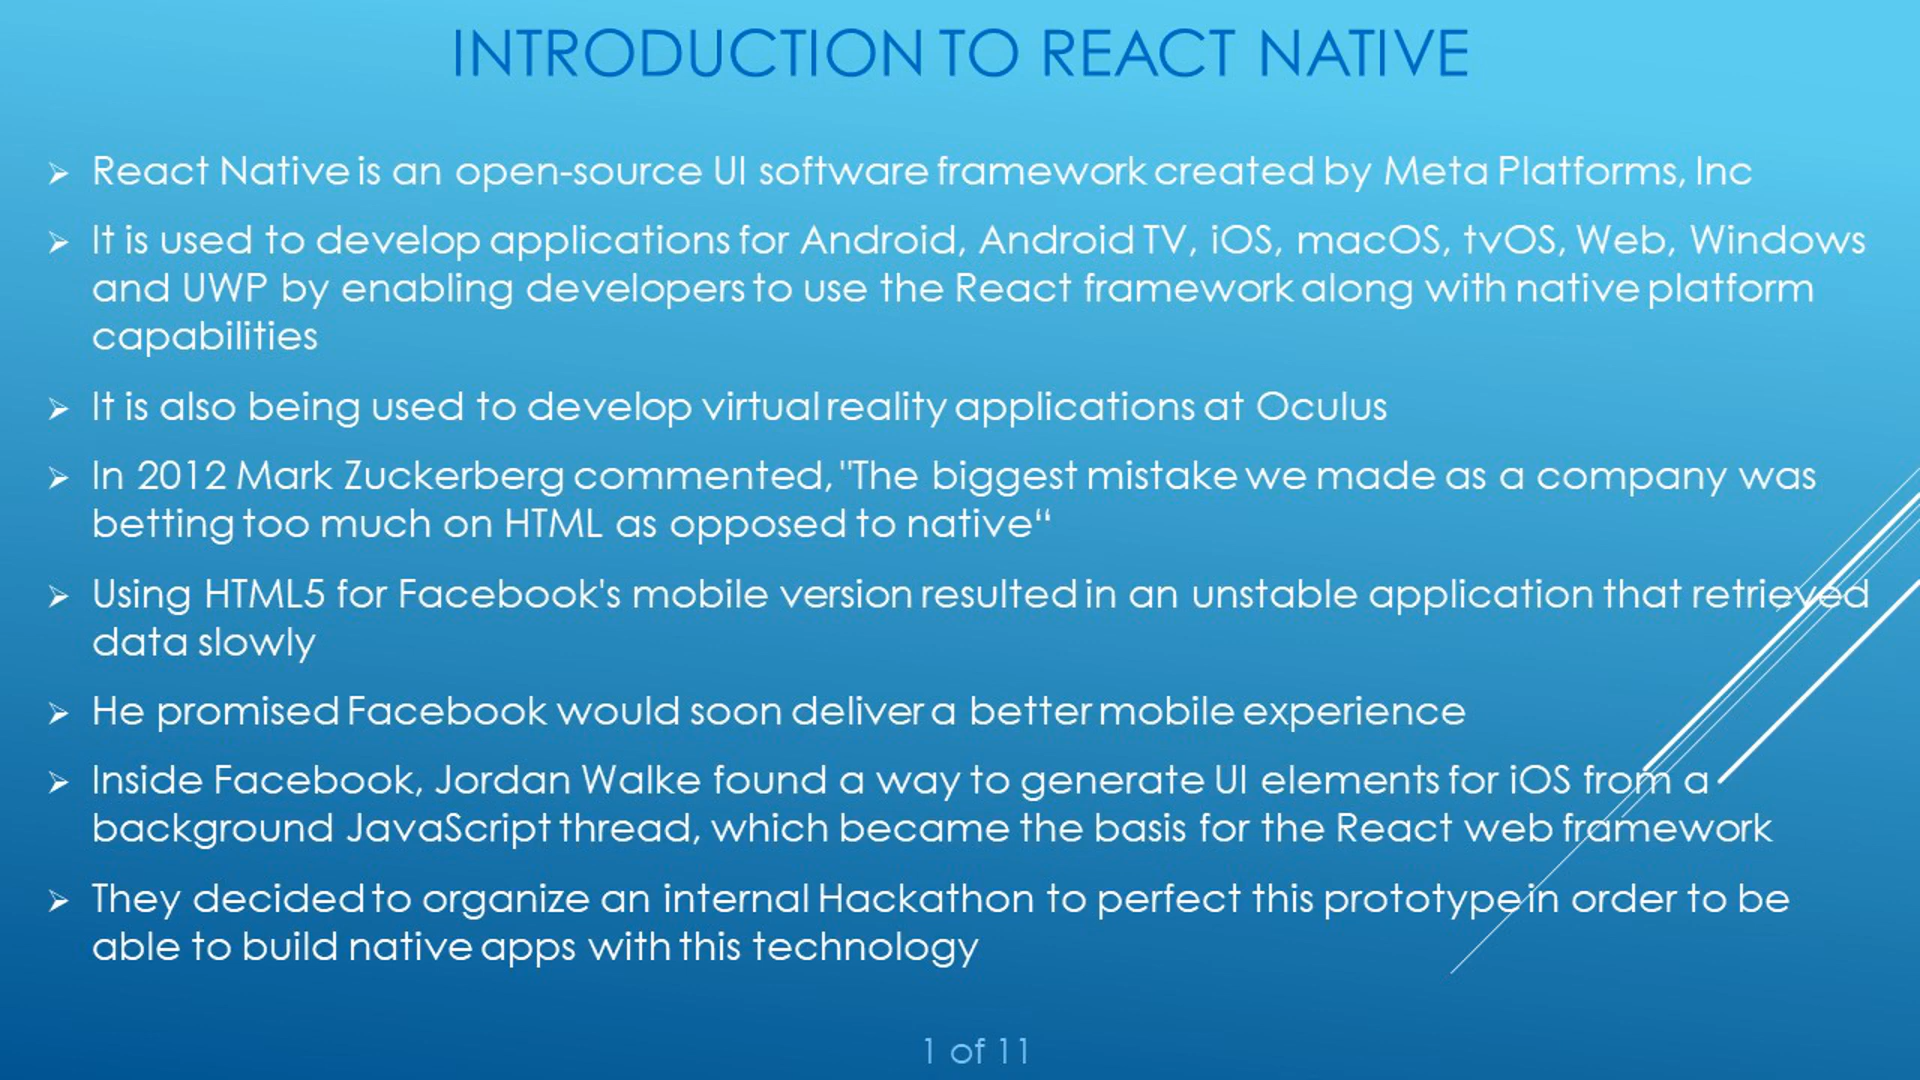 INTRODUCTION TO REACT NATIVE
➢ React Native is an open-source UI software framework created by Meta Platforms, Inc
➢ It is used to develop applications for Android, Android TV, iOS, macOS, tvOS, Web, Windows
and UWP by enabling developers to use the React framework along with native platform
capabilities
➢ It is also being used to develop virtual reality applications at Oculus
➢ In 2012 Mark Zuckerberg commented, "The biggest mistake we made as a company was
betting too much on HTML as opposed to native“
➢ Using HTML5 for Facebook's mobile version resulted in an unstable application that retrieved
data slowly
➢ He promised Facebook would soon deliver a better mobile experience
➢ Inside Facebook, Jordan Walke found a way to generate UI elements for iOS from a
background JavaScript thread, which became the basis for the React web framework
➢ They decided to organize an internal Hackathon to perfect this prototype in order to be
able to build native apps with this technology
1 of 11